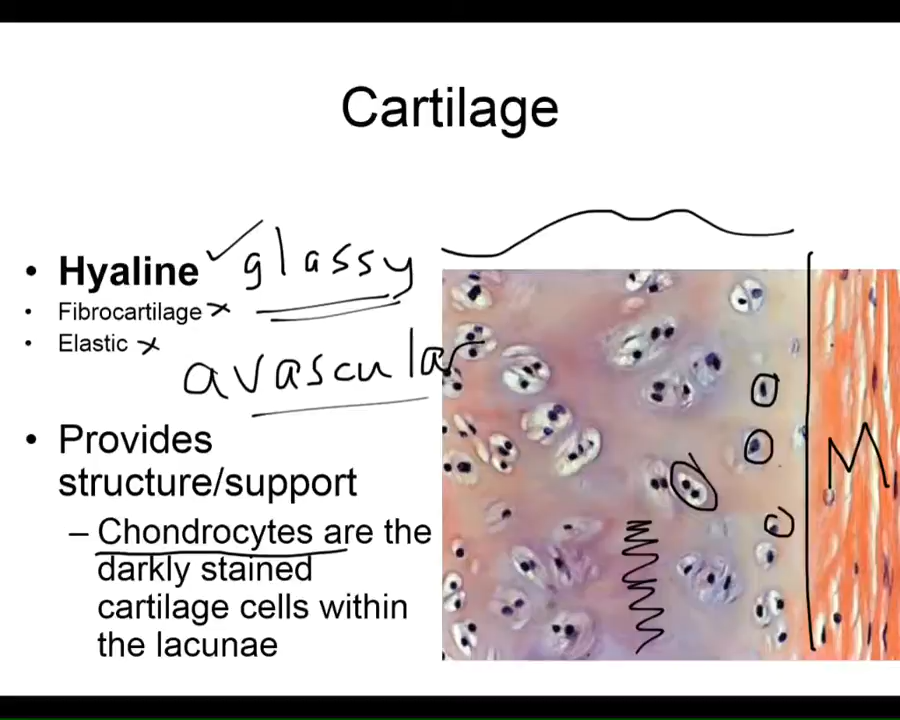 Cartilage
• Hyaline ✓ glassy
• Fibrocartilage ×
• Elastic ×
avascular
• Provides
structure/support
– Chondrocytes are the
darkly stained
cartilage cells within
the lacunae
M